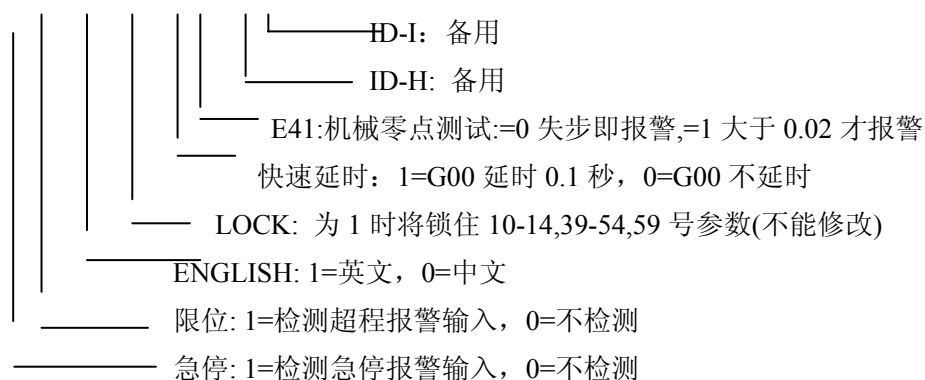 ID-I：备用
ID-H: 备用
E41:机械零点测试:=0 失步即报警,=1 大于 0.02 才报警
快速延时：1=G00 延时 0.1 秒，0=G00 不延时
LOCK: 为 1 时将锁住 10-14,39-54,59 号参数(不能修改)
ENGLISH: 1=英文，0=中文
限位: 1=检测超程报警输入，0=不检测
急停: 1=检测急停报警输入，0=不检测